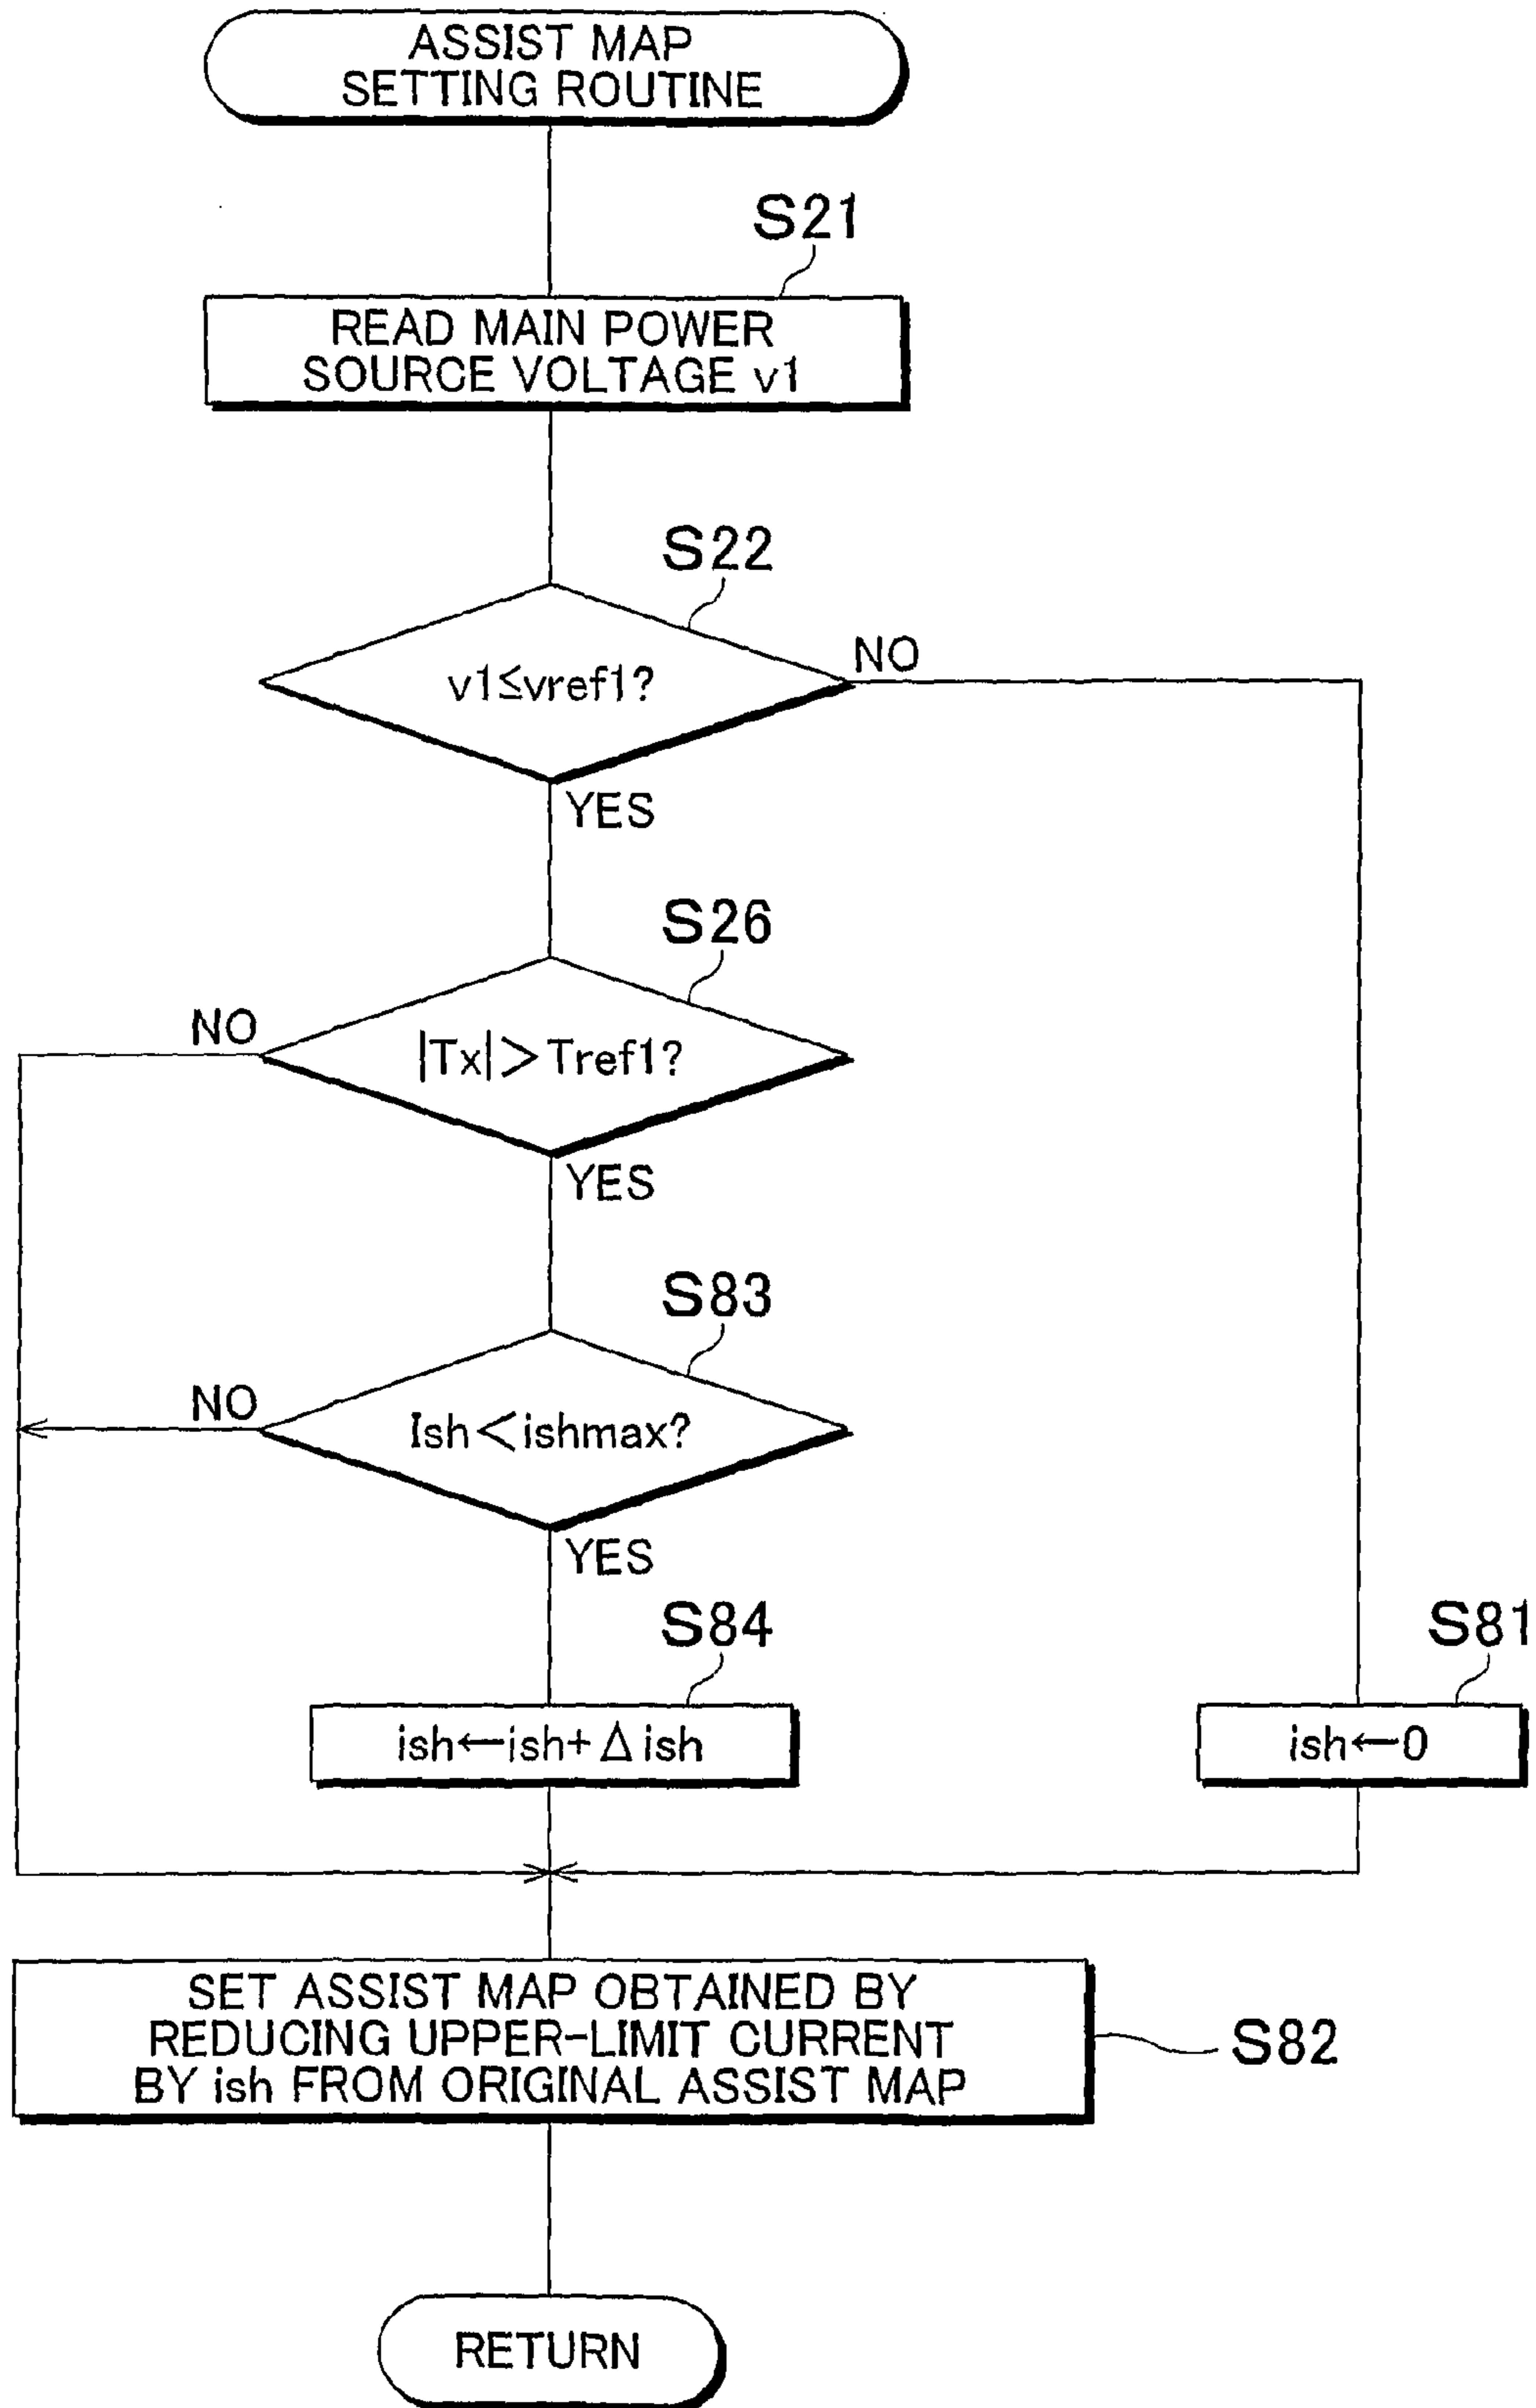 ASSIST MAP
SETTING ROUTINE
S21
READ MAIN POWER
SOURCE VOLTAGE v1
S22
v1≤vref1?
NO
YES
S26
NO
|Tx|>Tref1?
YES
S83
NO
Ish<ishmax?
YES
S84
S81
ish←ish+Δish
ish←0
SET ASSIST MAP OBTAINED BY
REDUCING UPPER-LIMIT CURRENT
BY ish FROM ORIGINAL ASSIST MAP
S82
RETURN